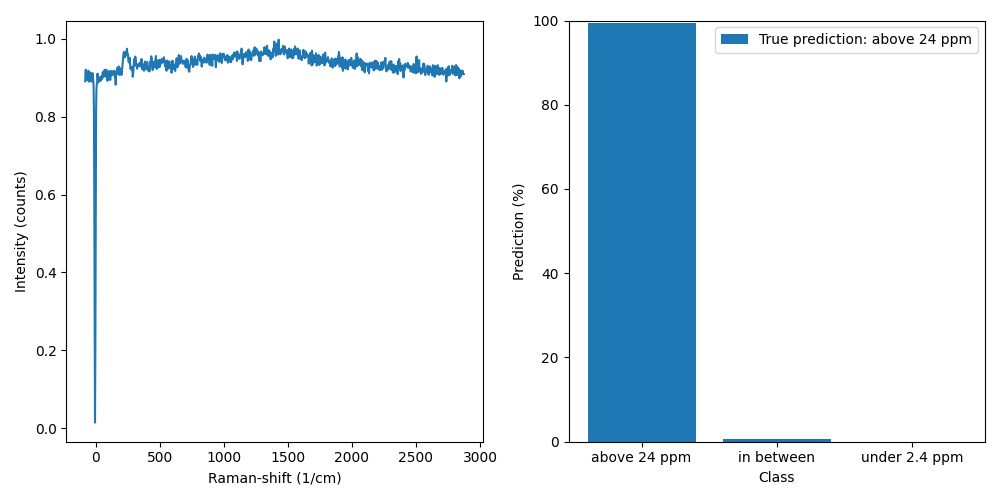 1.0
0.8
0.6
0.4
0.2
0.0
Intensity (counts)
0 500 1000 1500 2000 2500 3000
Raman-shift (1/cm)
100
80
60
40
20
0
Prediction (%)
True prediction: above 24 ppm
above 24 ppm in between under 2.4 ppm
Class